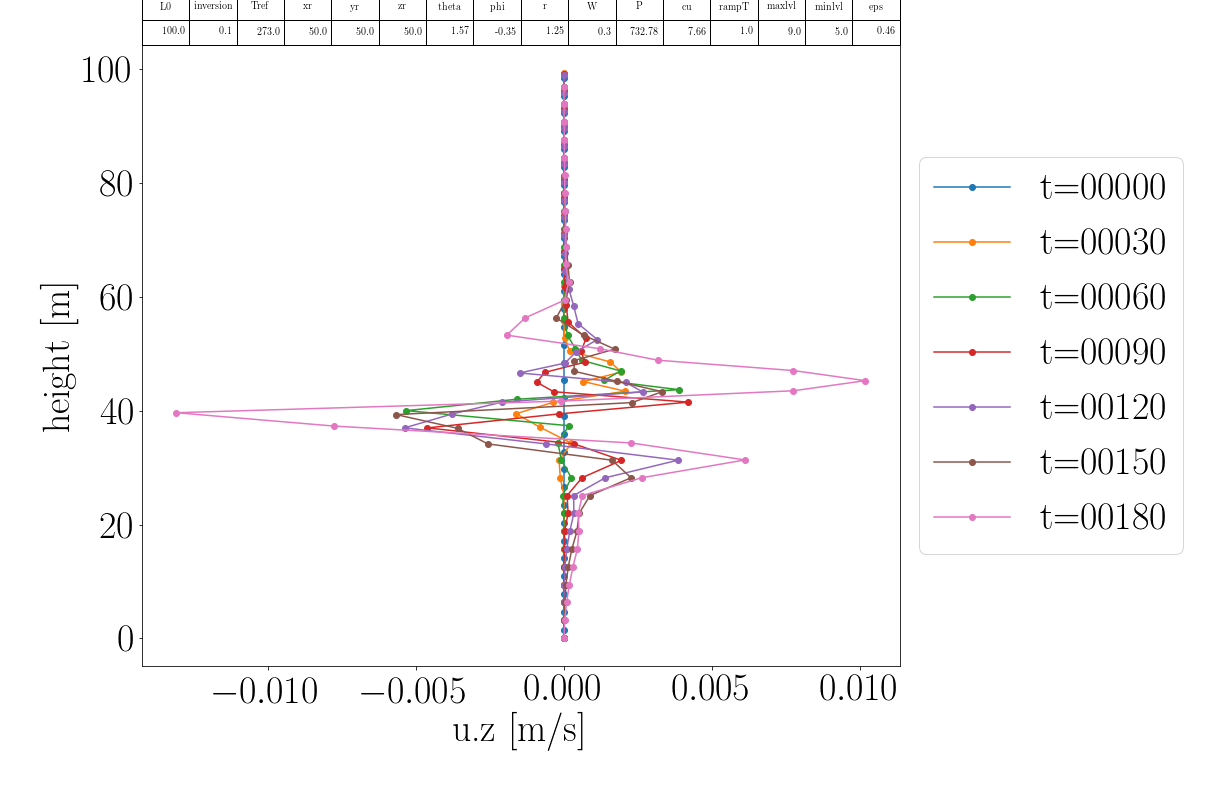 L0 inversion Tref xr yr zr theta phi r W P cu rampT maxlvl minlvl eps
100.0 0.1 273.0 50.0 50.0 50.0 1.57 -0.35 1.25 0.3 732.78 7.66 1.0 9.0 5.0 0.46
100
80
60
40
20
0
height [m]
−0.010 −0.005 0.000 0.005 0.010
u.z [m/s]
t=00000
t=00030
t=00060
t=00090
t=00120
t=00150
t=00180